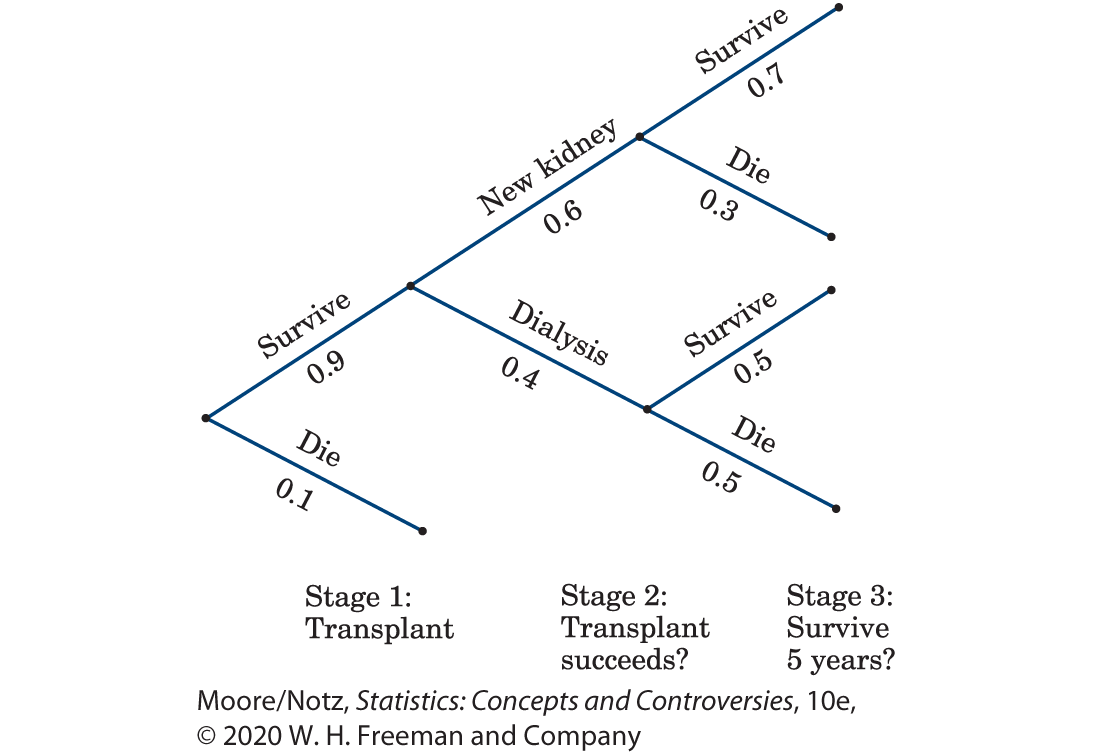 Survive
0.7
New kidney
0.6
Die
0.3
Survive
0.9
Dialysis
0.4
Survive
0.5
Die
0.1
Die
0.5
Stage 1:
Transplant
Stage 2:
Transplant
succeeds?
Stage 3:
Survive
5 years?
Moore/Notz, Statistics: Concepts and Controversies, 10e,
© 2020 W. H. Freeman and Company